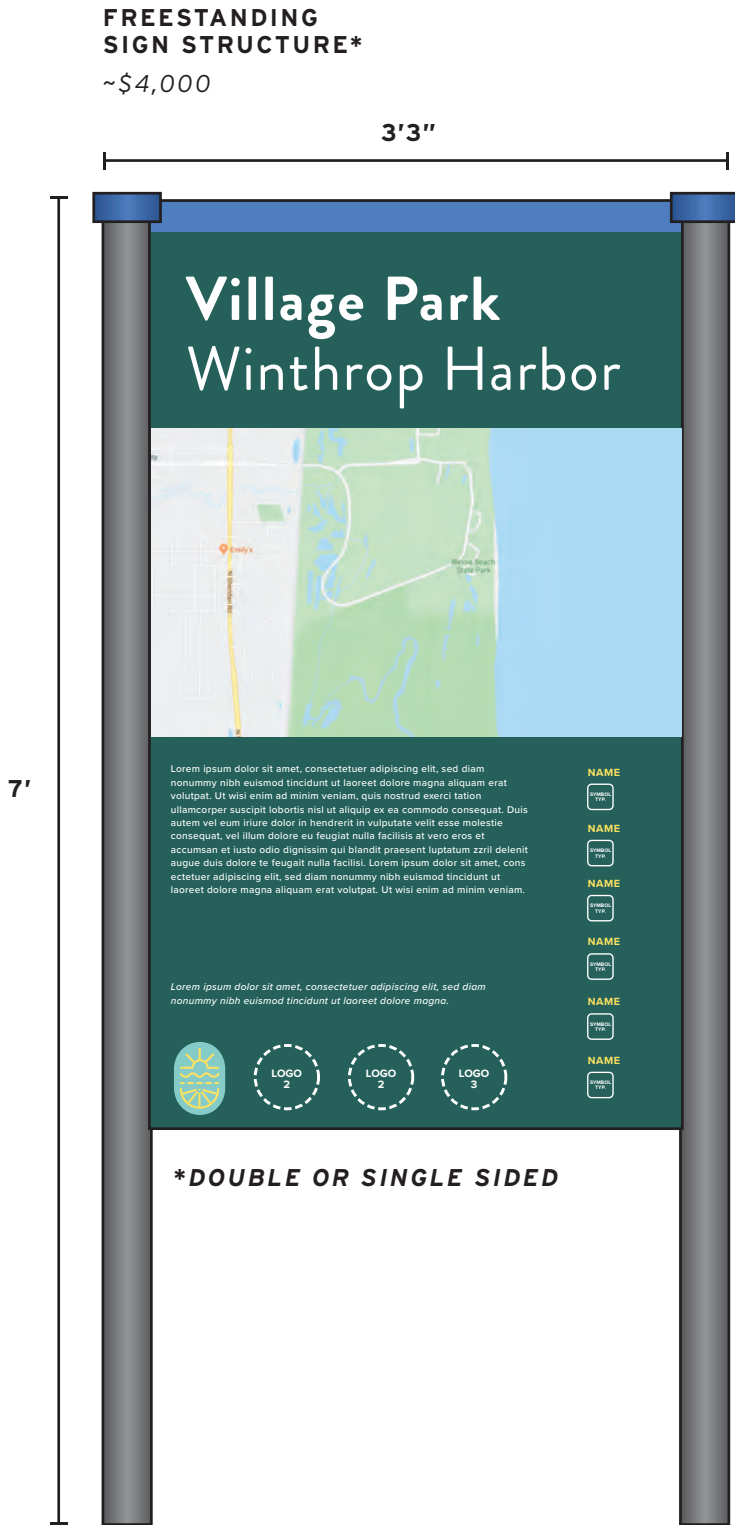 FREESTANDING
SIGN STRUCTURE*
~$4,000
3'3"
7'
Village Park
Winthrop Harbor
Emily's
N Sheridan Rd
Illinois Beach
State Park
Lorem ipsum dolor sit amet, consectetuer adipiscing elit, sed diam
nonummy nibh euismod tincidunt ut laoreet dolore magna aliquam erat
volutpat. Ut wisi enim ad minim veniam, quis nostrud exerci tation
ullamcorper suscipit lobortis nisl ut aliquip ex ea commodo consequat. Duis
autem vel eum iriure dolor in hendrerit in vulputate velit esse molestie
consequat, vel illum dolore eu feugiat nulla facilisis at vero eros et
accumsan et iusto odio dignissim qui blandit praesent luptatum zzril delenit
augue duis dolore te feugait nulla facilisi. Lorem ipsum dolor sit amet, cons
ectetuer adipiscing elit, sed diam nonummy nibh euismod tincidunt ut
laoreet dolore magna aliquam erat volutpat. Ut wisi enim ad minim veniam.
Lorem ipsum dolor sit amet, consectetuer adipiscing elit, sed diam
nonummy nibh euismod tincidunt ut laoreet dolore magna.
LOGO
2
LOGO
2
LOGO
3
NAME
SYMBOL
TYP.
NAME
SYMBOL
TYP.
NAME
SYMBOL
TYP.
NAME
SYMBOL
TYP.
NAME
SYMBOL
TYP.
NAME
SYMBOL
TYP.
*DOUBLE OR SINGLE SIDED